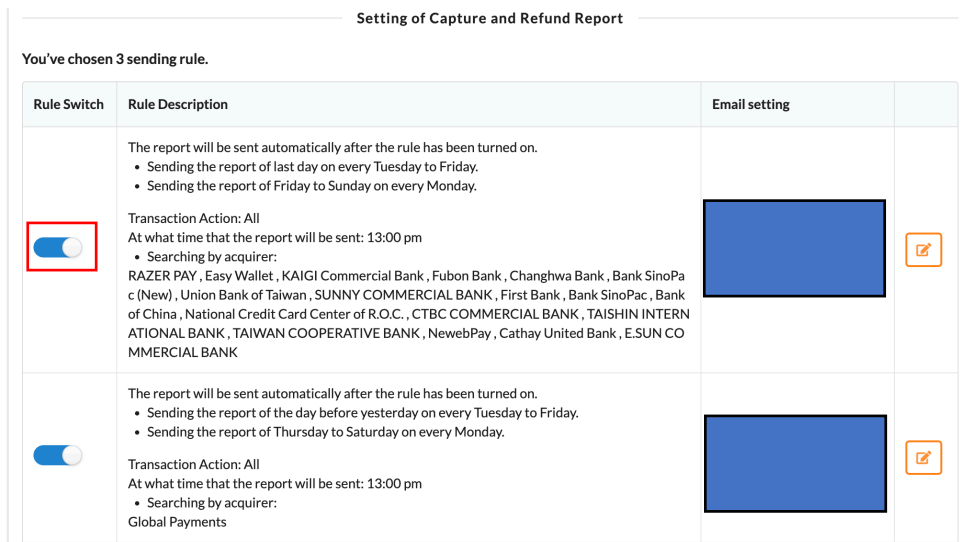 Setting of Capture and Refund Report
You’ve chosen 3 sending rule.
Rule Switch
Rule Description
Email setting
The report will be sent automatically after the rule has been turned on.
• Sending the report of last day on every Tuesday to Friday.
• Sending the report of Friday to Sunday on every Monday.
Transaction Action: All
At what time that the report will be sent: 13:00 pm
• Searching by acquirer:
RAZER PAY , Easy Wallet , KAIGI Commercial Bank , Fubon Bank , Changhwa Bank , Bank SinoPa
c (New) , Union Bank of Taiwan , SUNNY COMMERCIAL BANK , First Bank , Bank SinoPac , Bank
of China , National Credit Card Center of R.O.C. , CTBC COMMERCIAL BANK , TAISHIN INTERN
ATIONAL BANK , TAIWAN COOPERATIVE BANK , NewebPay , Cathay United Bank , E.SUN CO
MMERCIAL BANK
The report will be sent automatically after the rule has been turned on.
• Sending the report of the day before yesterday on every Tuesday to Friday.
• Sending the report of Thursday to Saturday on every Monday.
Transaction Action: All
At what time that the report will be sent: 13:00 pm
• Searching by acquirer:
Global Payments